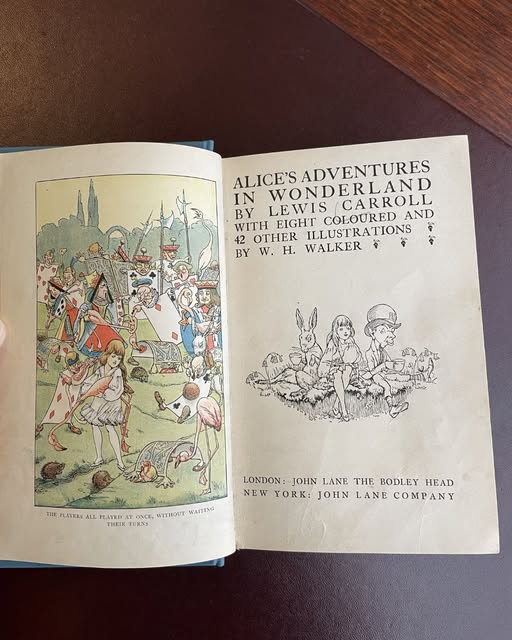 THE PLAYERS ALL PLAYED AT ONCE, WITHOUT WAITING
THEIR TURNS
ALICE'S ADVENTURES
IN WONDERLAND
BY LEWIS CARROLL
WITH EIGHT COLOURED AND
42 OTHER ILLUSTRATIONS
BY W. H. WALKER
LONDON: JOHN LANE THE BODLEY HEAD
NEW YORK: JOHN LANE COMPANY